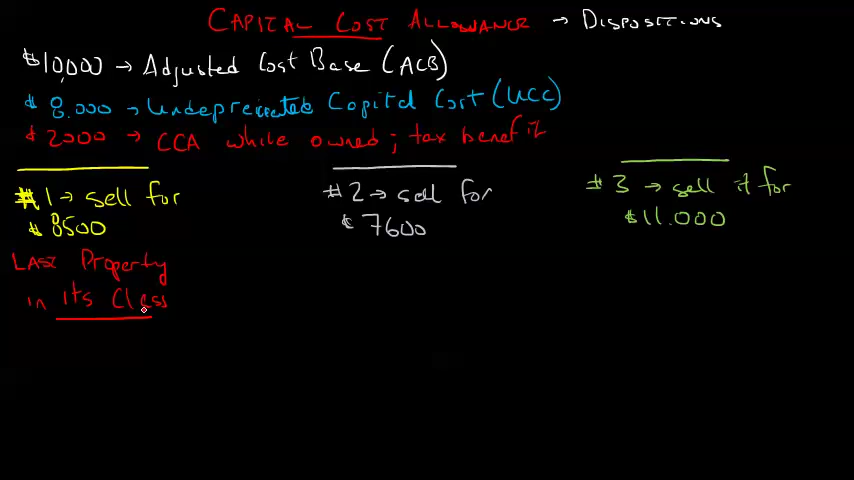 CAPITAL COST ALLOWANCE → DISPOSITIONS
$10,000 → Adjusted Cost Base (ACB)
$ 8.000 → Undepreciated Capital Cost (UCC)
$ 2000 → CCA while owned; tax benefit
#1 → sell for
$ 8500
#2 → sell for
$ 7600
#3 → sell it for
$11.000
LAST Property
in its Class